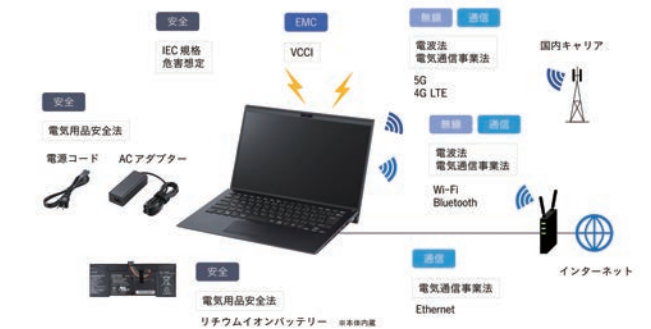 安全
IEC 規格
危害想定
EMC
VCCI
無線
通信
電波法
電気通信事業法
5G
4G LTE
国内キャリア
安全
電気用品安全法
電源コード
ACアダプター
無線
通信
電波法
電気通信事業法
Wi-Fi
Bluetooth
インターネット
安全
電気用品安全法
リチウムイオンバッテリー ※本体内蔵
通信
電気通信事業法
Ethernet